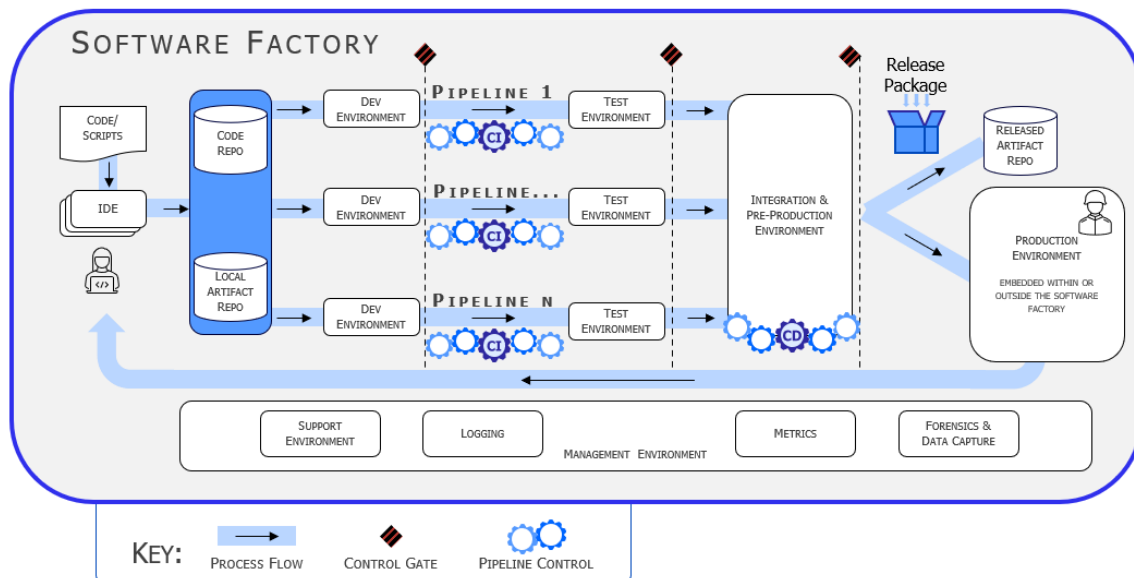 Software Factory
Release
Package
Code/
Scripts
IDE
Code
Repo
Local
Artifact
Repo
Dev
Environment
Pipeline 1
CI
Test
Environment
Dev
Environment
Pipeline...
CI
Test
Environment
Dev
Environment
Pipeline n
CI
Test
Environment
Integration &
Pre-Production
Environment
CD
Released
Artifact
Repo
Production
Environment
embedded within or
outside the software
factory
Support
Environment
Logging
Metrics
Forensics &
Data Capture
Management Environment
Key:
Process Flow
Control Gate
Pipeline Control